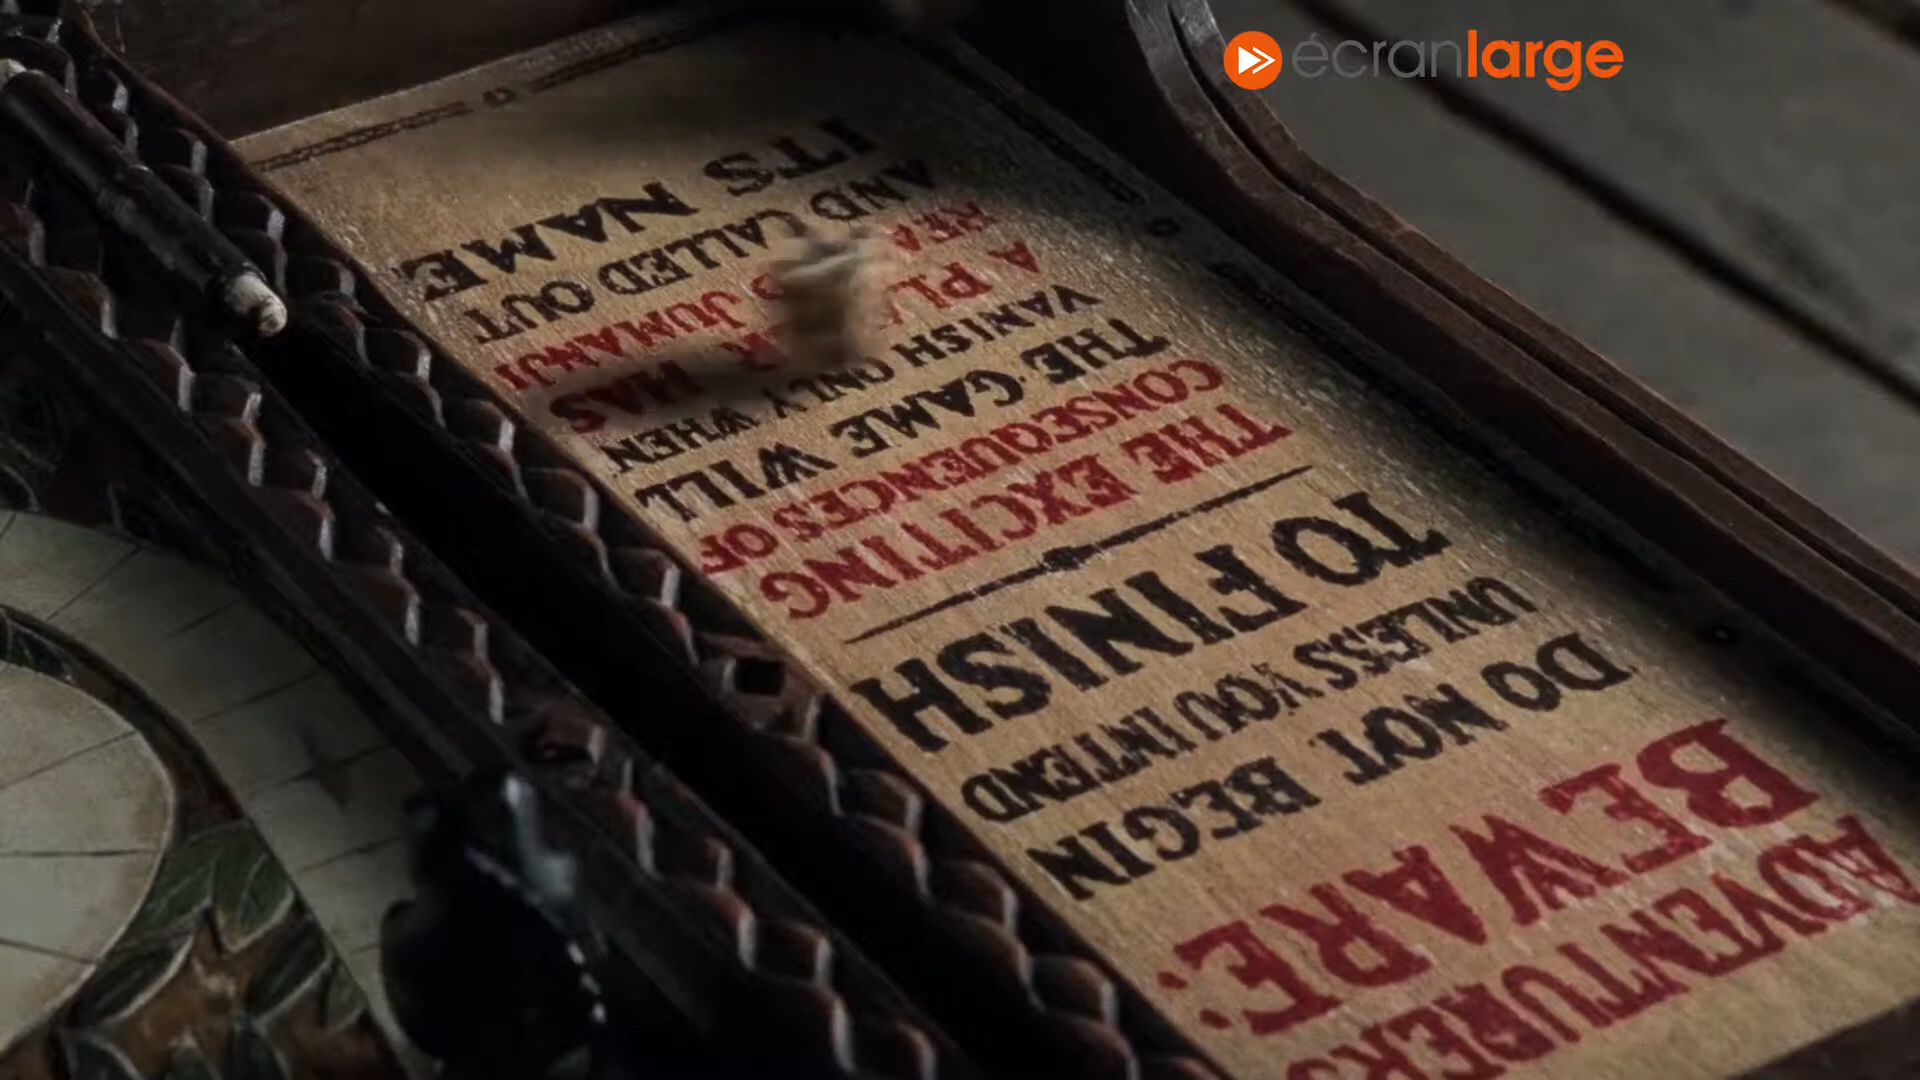 écranlarge
ADVENTURERS
BEWARE:
DO NOT BEGIN
UNLESS YOU INTEND
TO FINISH
THE EXCITING
CONSEQUENCES OF
THE GAME WILL
VANISH ONLY WHEN
A HAS
JUMANJI
AND CALLED OUT
ITS NAME